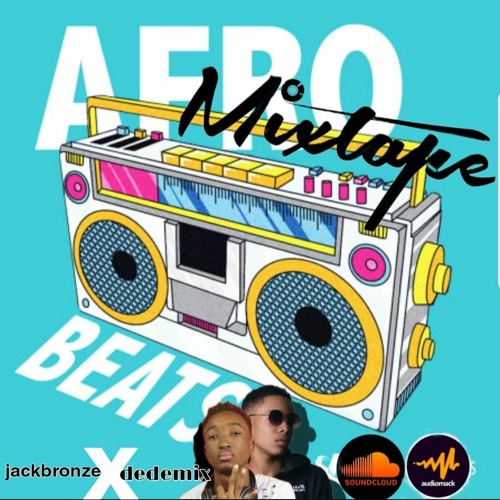 AFRO
Mixtape
BEATS
X
jackbronze dedemix
SOUNDCLOUD
audiomack